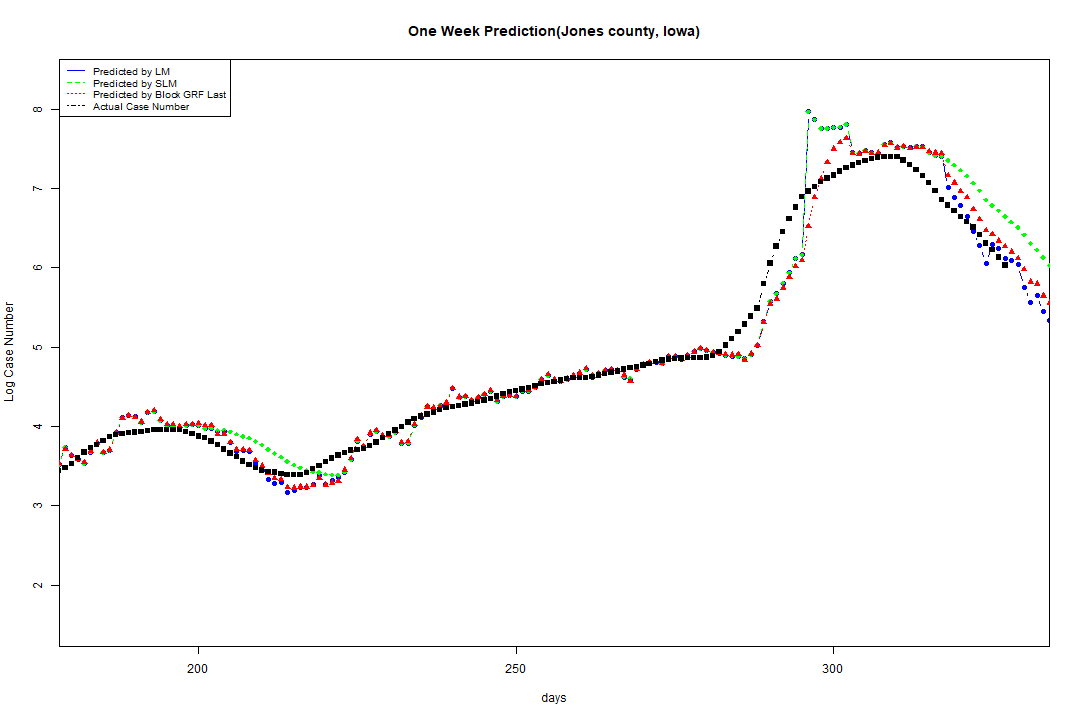 One Week Prediction(Jones county, Iowa)
Predicted by LM
Predicted by SLM
Predicted by Block GRF Last
Actual Case Number
8
7
6
5
4
3
2
Log Case Number
200 250 300
days